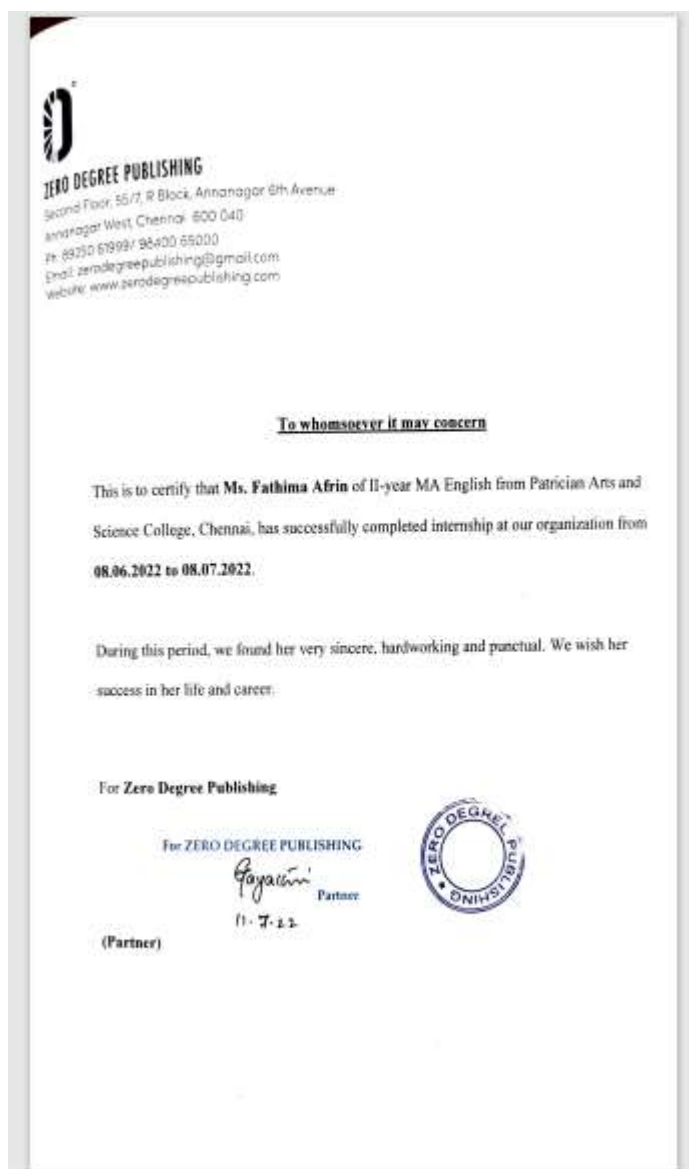 ZERO DEGREE PUBLISHING
Second Floor, 55/7, R Block, Annanagar 6th Avenue
Annanagar West, Chennai 600 040
Ph: 89250 61999/ 98400 65000
Email: zerodegreepublishing@gmail.com
Website: www.zerodegreepublishing.com
To whomsoever it may concern
This is to certify that Ms. Fathima Afrin of II-year MA English from Patrician Arts and
Science College, Chennai, has successfully completed internship at our organization from
08.06.2022 to 08.07.2022.
During this period, we found her very sincere, hardworking and punctual. We wish her
success in her life and career.
For Zero Degree Publishing
For ZERO DEGREE PUBLISHING
Partner
11.7.22
(Partner)
ZERO DEGREE PUBLISHING